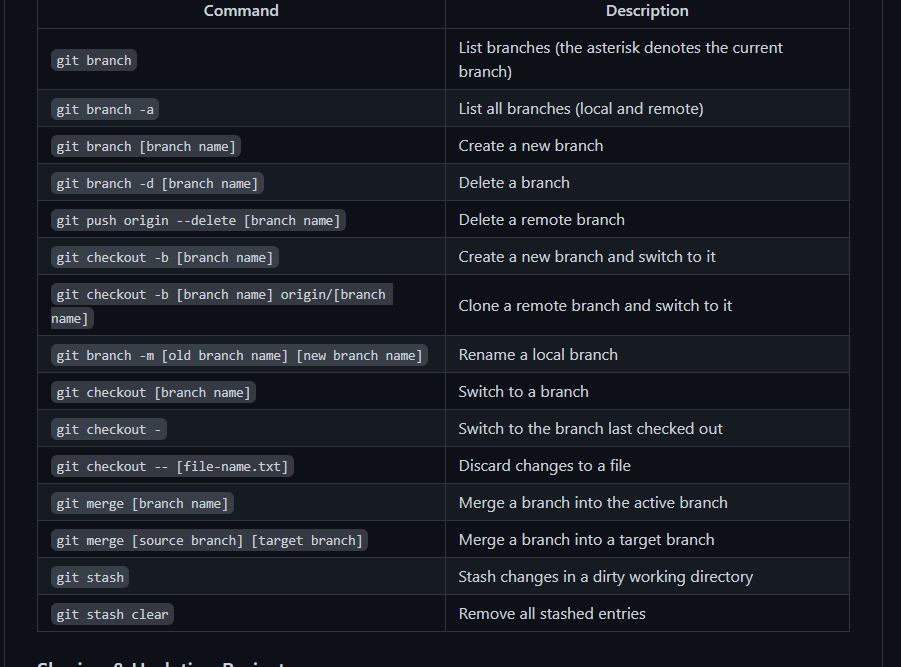 Command
Description
git branch
List branches (the asterisk denotes the current
branch)
git branch -a
List all branches (local and remote)
git branch [branch name]
Create a new branch
git branch -d [branch name]
Delete a branch
git push origin --delete [branch name]
Delete a remote branch
git checkout -b [branch name]
Create a new branch and switch to it
git checkout -b [branch name] origin/[branch
name]
Clone a remote branch and switch to it
git branch -m [old branch name] [new branch name]
Rename a local branch
git checkout [branch name]
Switch to a branch
git checkout -
Switch to the branch last checked out
git checkout -- [file-name.txt]
Discard changes to a file
git merge [branch name]
Merge a branch into the active branch
git merge [source branch] [target branch]
Merge a branch into a target branch
git stash
Stash changes in a dirty working directory
git stash clear
Remove all stashed entries